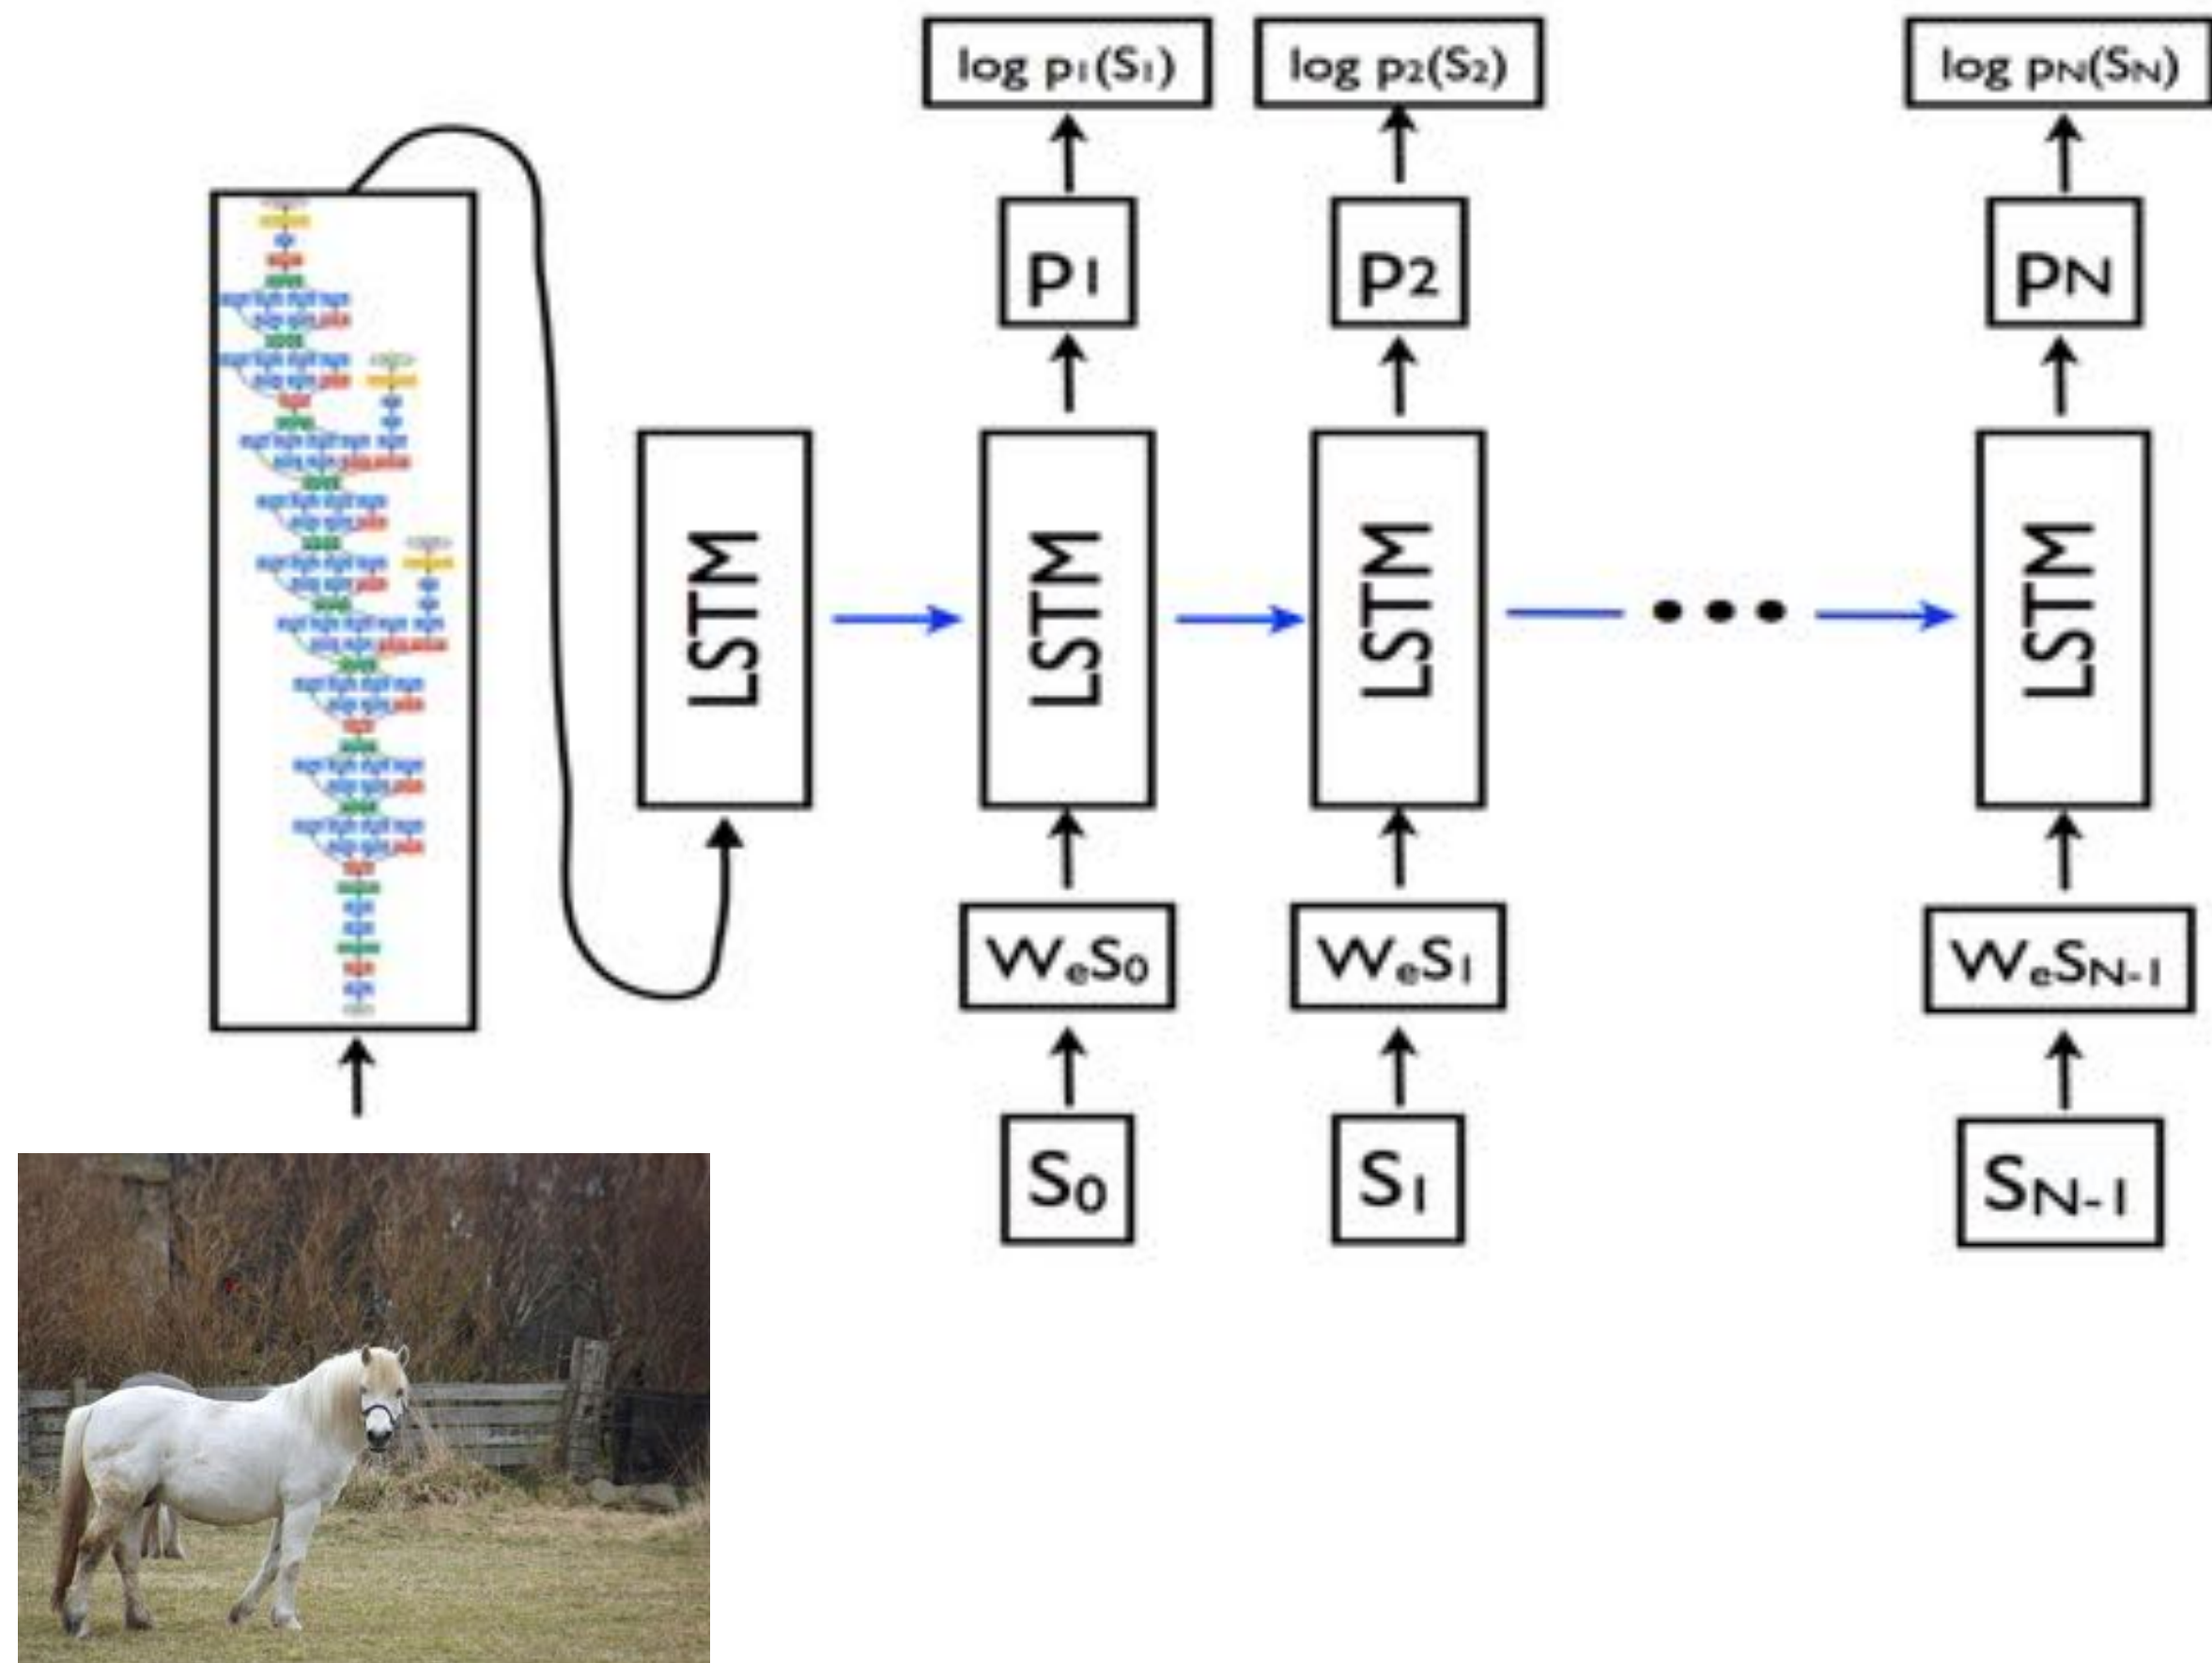 log p1(S1) log p2(S2) log pN(SN)
p1 p2 pN
LSTM LSTM LSTM LSTM
WeS0 WeS1 WeSN-1
S0 S1 SN-1